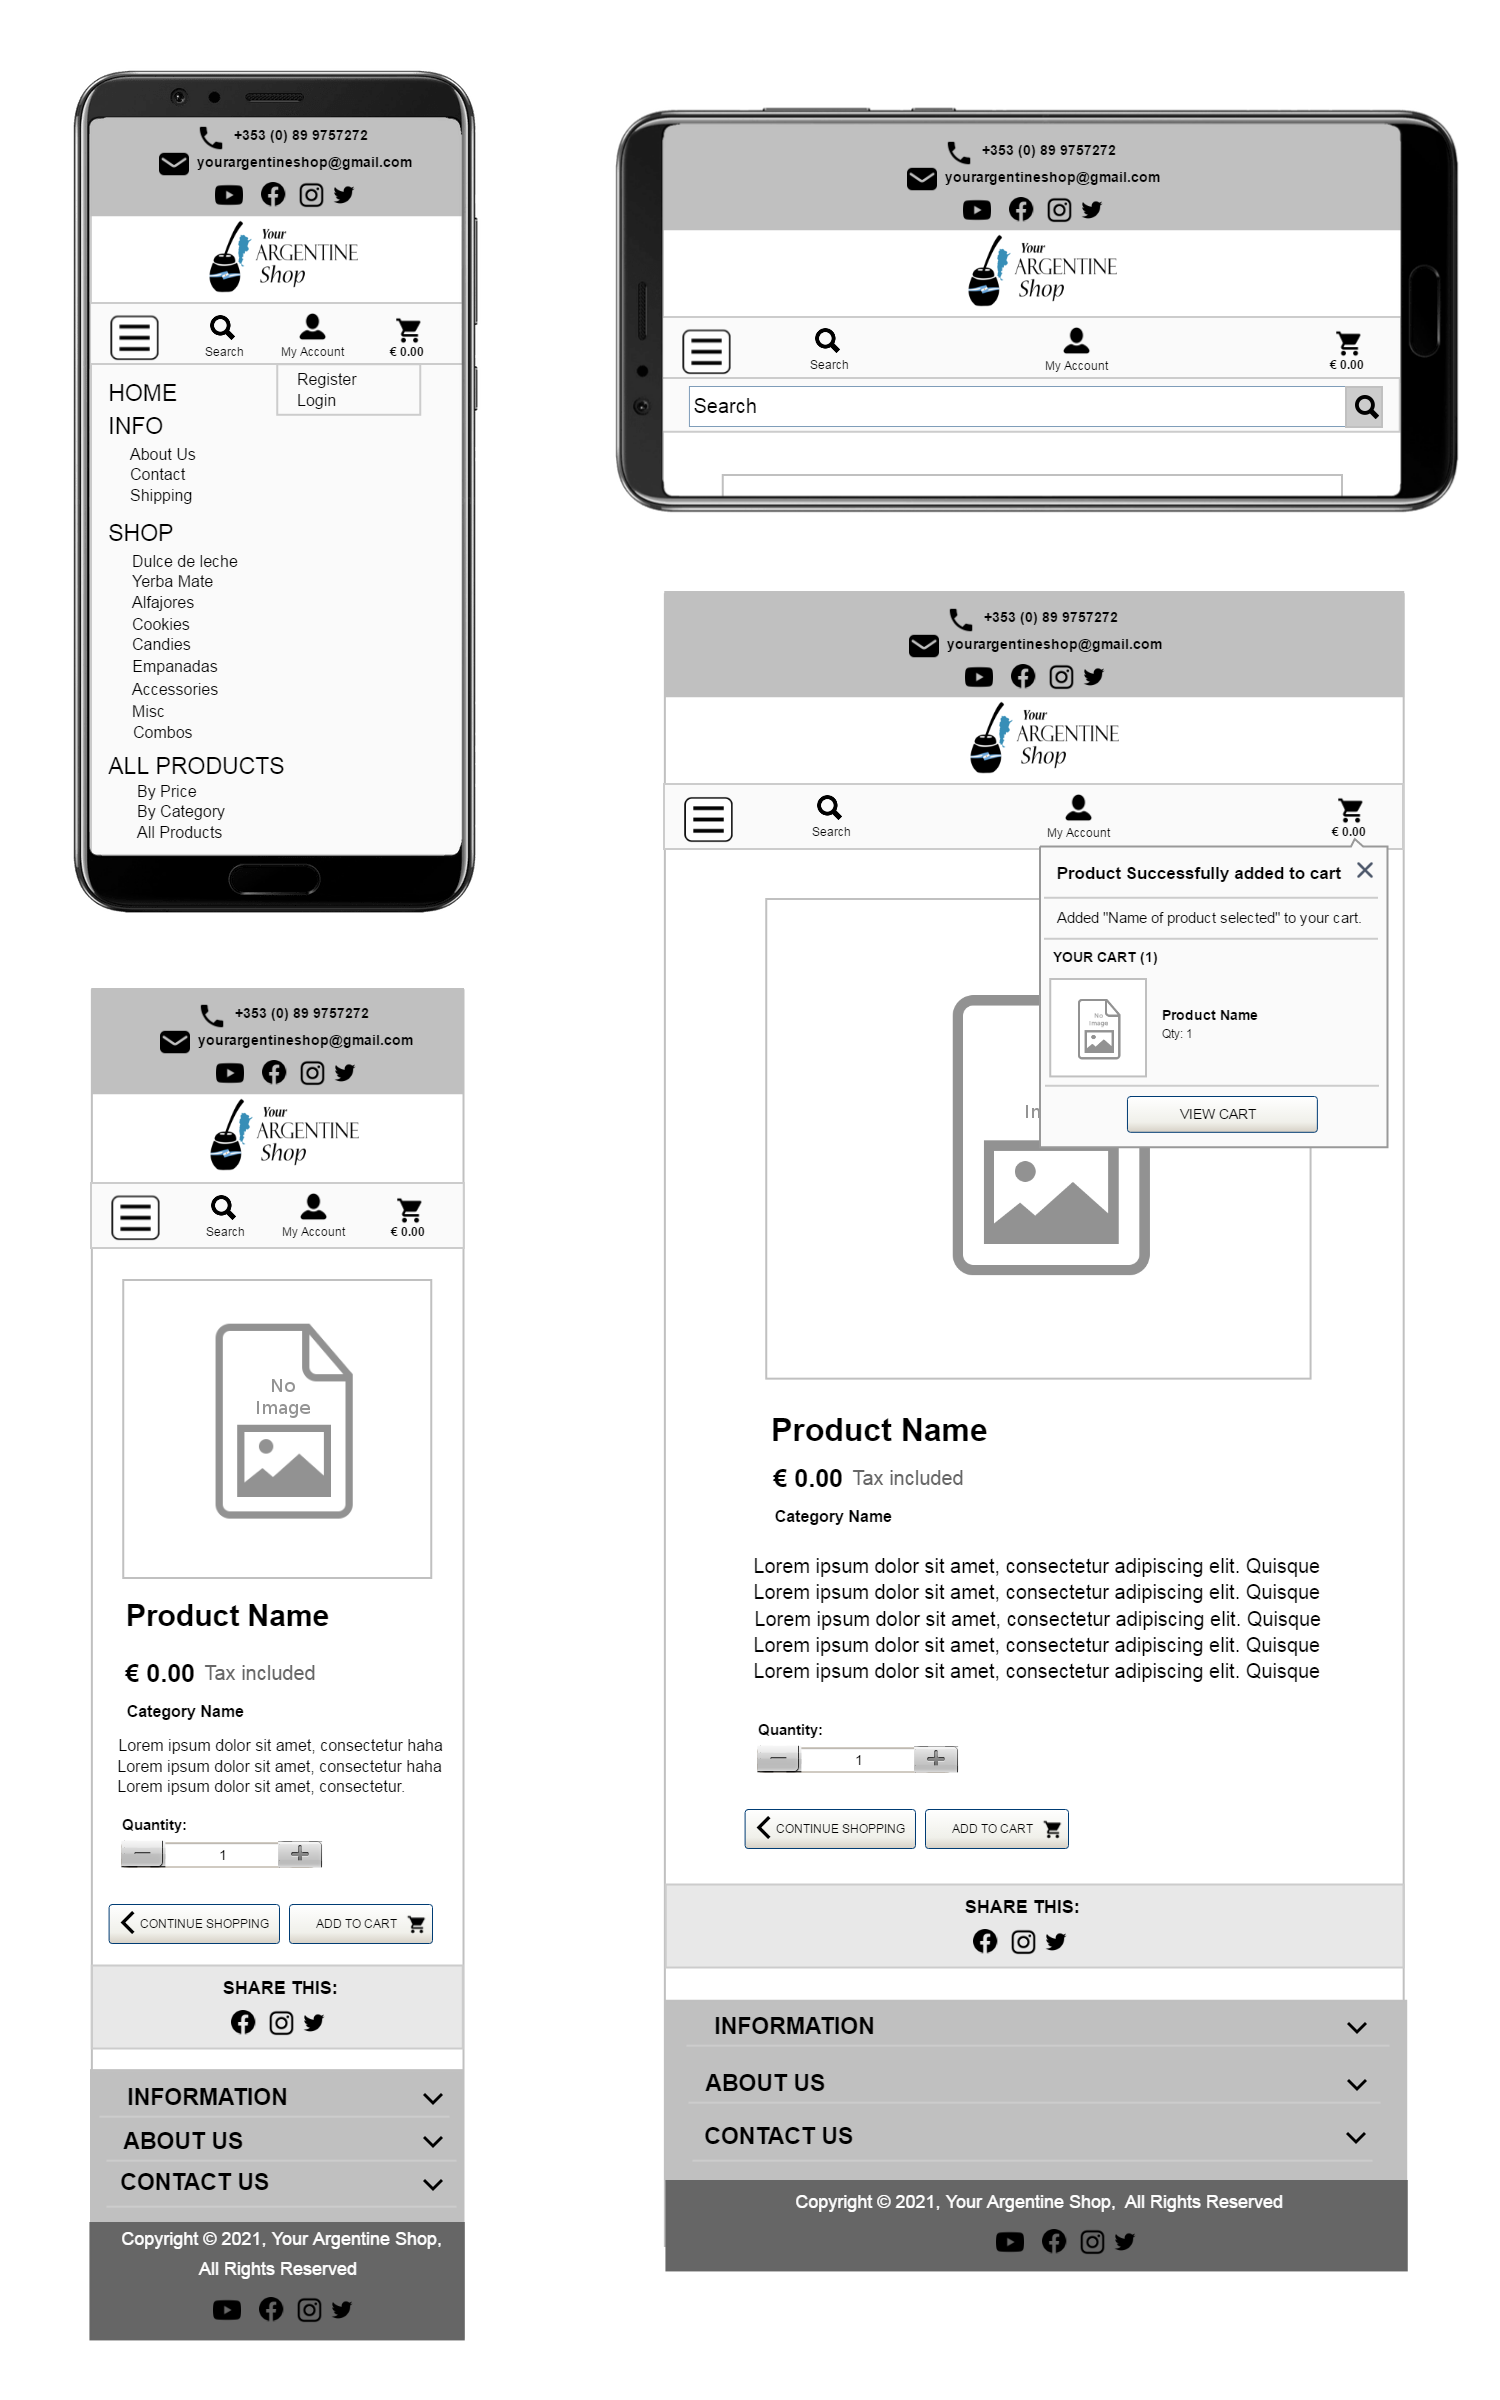 +353 (0) 89 9757272
yourargentineshop@gmail.com
Your
ARGENTINE
Shop
Search
My Account
€ 0.00
Register
Login
HOME
INFO
About Us
Contact
Shipping
SHOP
Dulce de leche
Yerba Mate
Alfajores
Cookies
Candies
Empanadas
Accessories
Misc
Combos
ALL PRODUCTS
By Price
By Category
All Products
+353 (0) 89 9757272
yourargentineshop@gmail.com
Your
ARGENTINE
Shop
Search
My Account
€ 0.00
Search
+353 (0) 89 9757272
yourargentineshop@gmail.com
Your
ARGENTINE
Shop
Search
My Account
€ 0.00
No
Image
Product Name
€ 0.00 Tax included
Category Name
Lorem ipsum dolor sit amet, consectetur haha
Lorem ipsum dolor sit amet, consectetur haha
Lorem ipsum dolor sit amet, consectetur.
Quantity:
1
CONTINUE SHOPPING
ADD TO CART
SHARE THIS:
INFORMATION
ABOUT US
CONTACT US
Copyright © 2021, Your Argentine Shop,
All Rights Reserved
+353 (0) 89 9757272
yourargentineshop@gmail.com
Your
ARGENTINE
Shop
Search
My Account
€ 0.00
Product Successfully added to cart
Added "Name of product selected" to your cart.
YOUR CART (1)
No
Image
Product Name
Qty: 1
VIEW CART
In
Product Name
€ 0.00 Tax included
Category Name
Lorem ipsum dolor sit amet, consectetur adipiscing elit. Quisque
Lorem ipsum dolor sit amet, consectetur adipiscing elit. Quisque
Lorem ipsum dolor sit amet, consectetur adipiscing elit. Quisque
Lorem ipsum dolor sit amet, consectetur adipiscing elit. Quisque
Lorem ipsum dolor sit amet, consectetur adipiscing elit. Quisque
Quantity:
1
CONTINUE SHOPPING
ADD TO CART
SHARE THIS:
INFORMATION
ABOUT US
CONTACT US
Copyright © 2021, Your Argentine Shop, All Rights Reserved